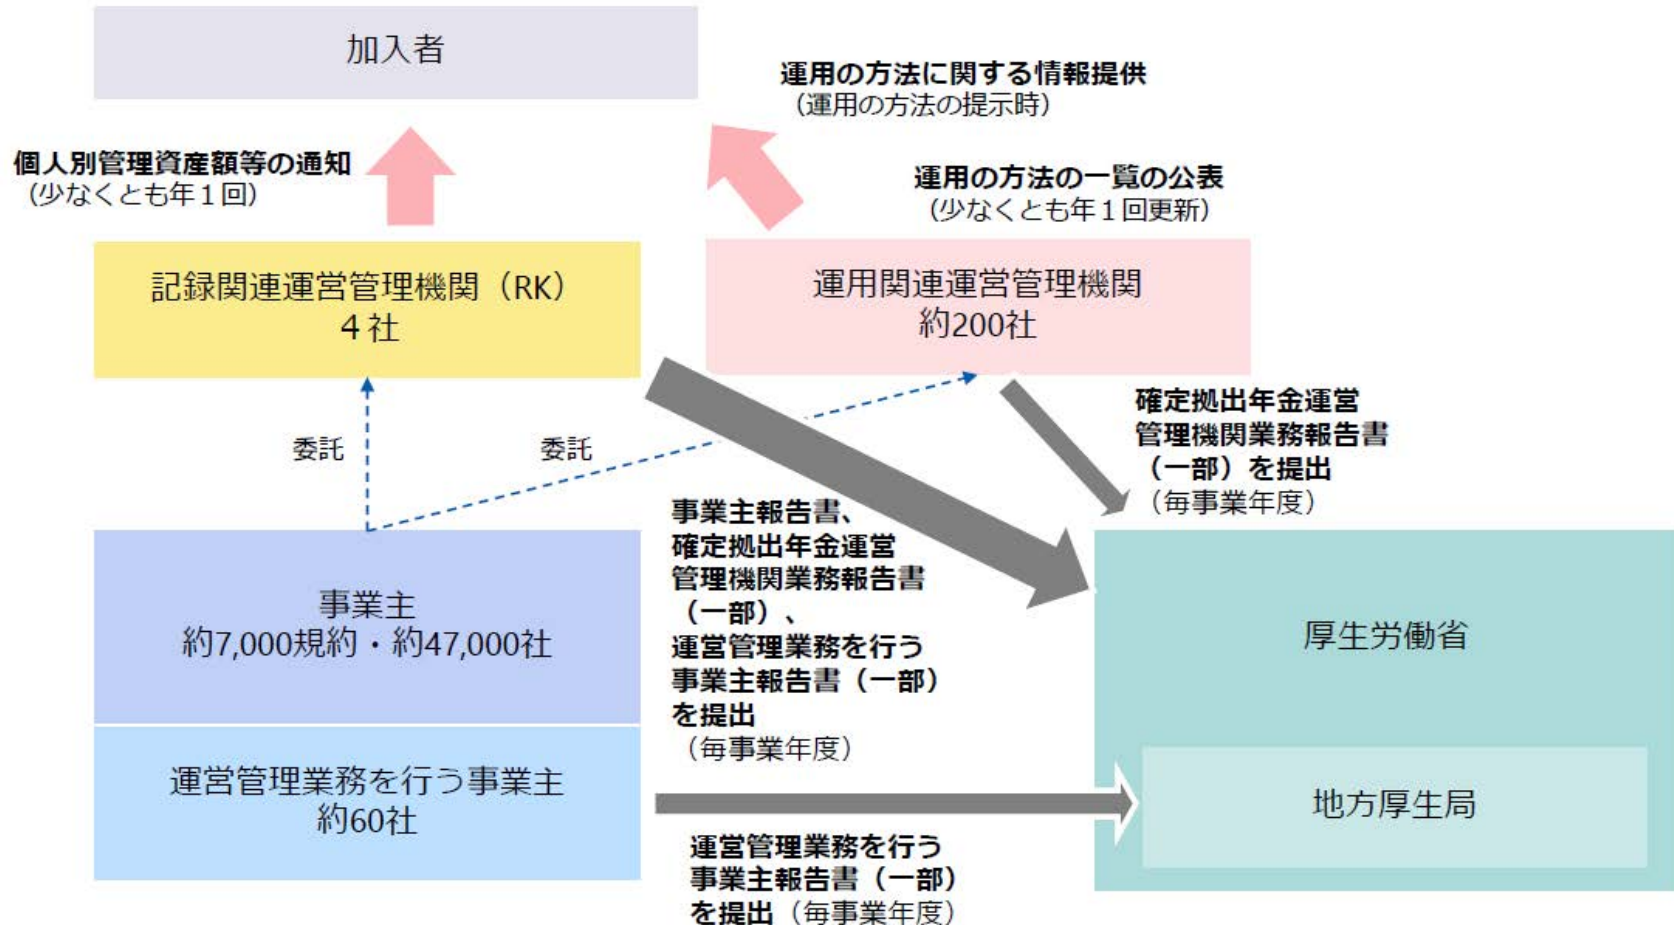 加入者
運用の方法に関する情報提供
（運用の方法の提示時）
個人別管理資産額等の通知
（少なくとも年１回）
運用の方法の一覧の公表
（少なくとも年１回更新）
記録関連運営管理機関（RK）
４社
運用関連運営管理機関
約200社
委託
委託
確定拠出年金運営
管理機関業務報告書
（一部）を提出
（毎事業年度）
事業主報告書、
確定拠出年金運営
管理機関業務報告書
（一部）、
運営管理業務を行う
事業主報告書（一部）
を提出
（毎事業年度）
事業主
約7,000規約・約47,000社
厚生労働省
運営管理業務を行う事業主
約60社
地方厚生局
運営管理業務を行う
事業主報告書（一部）
を提出（毎事業年度）